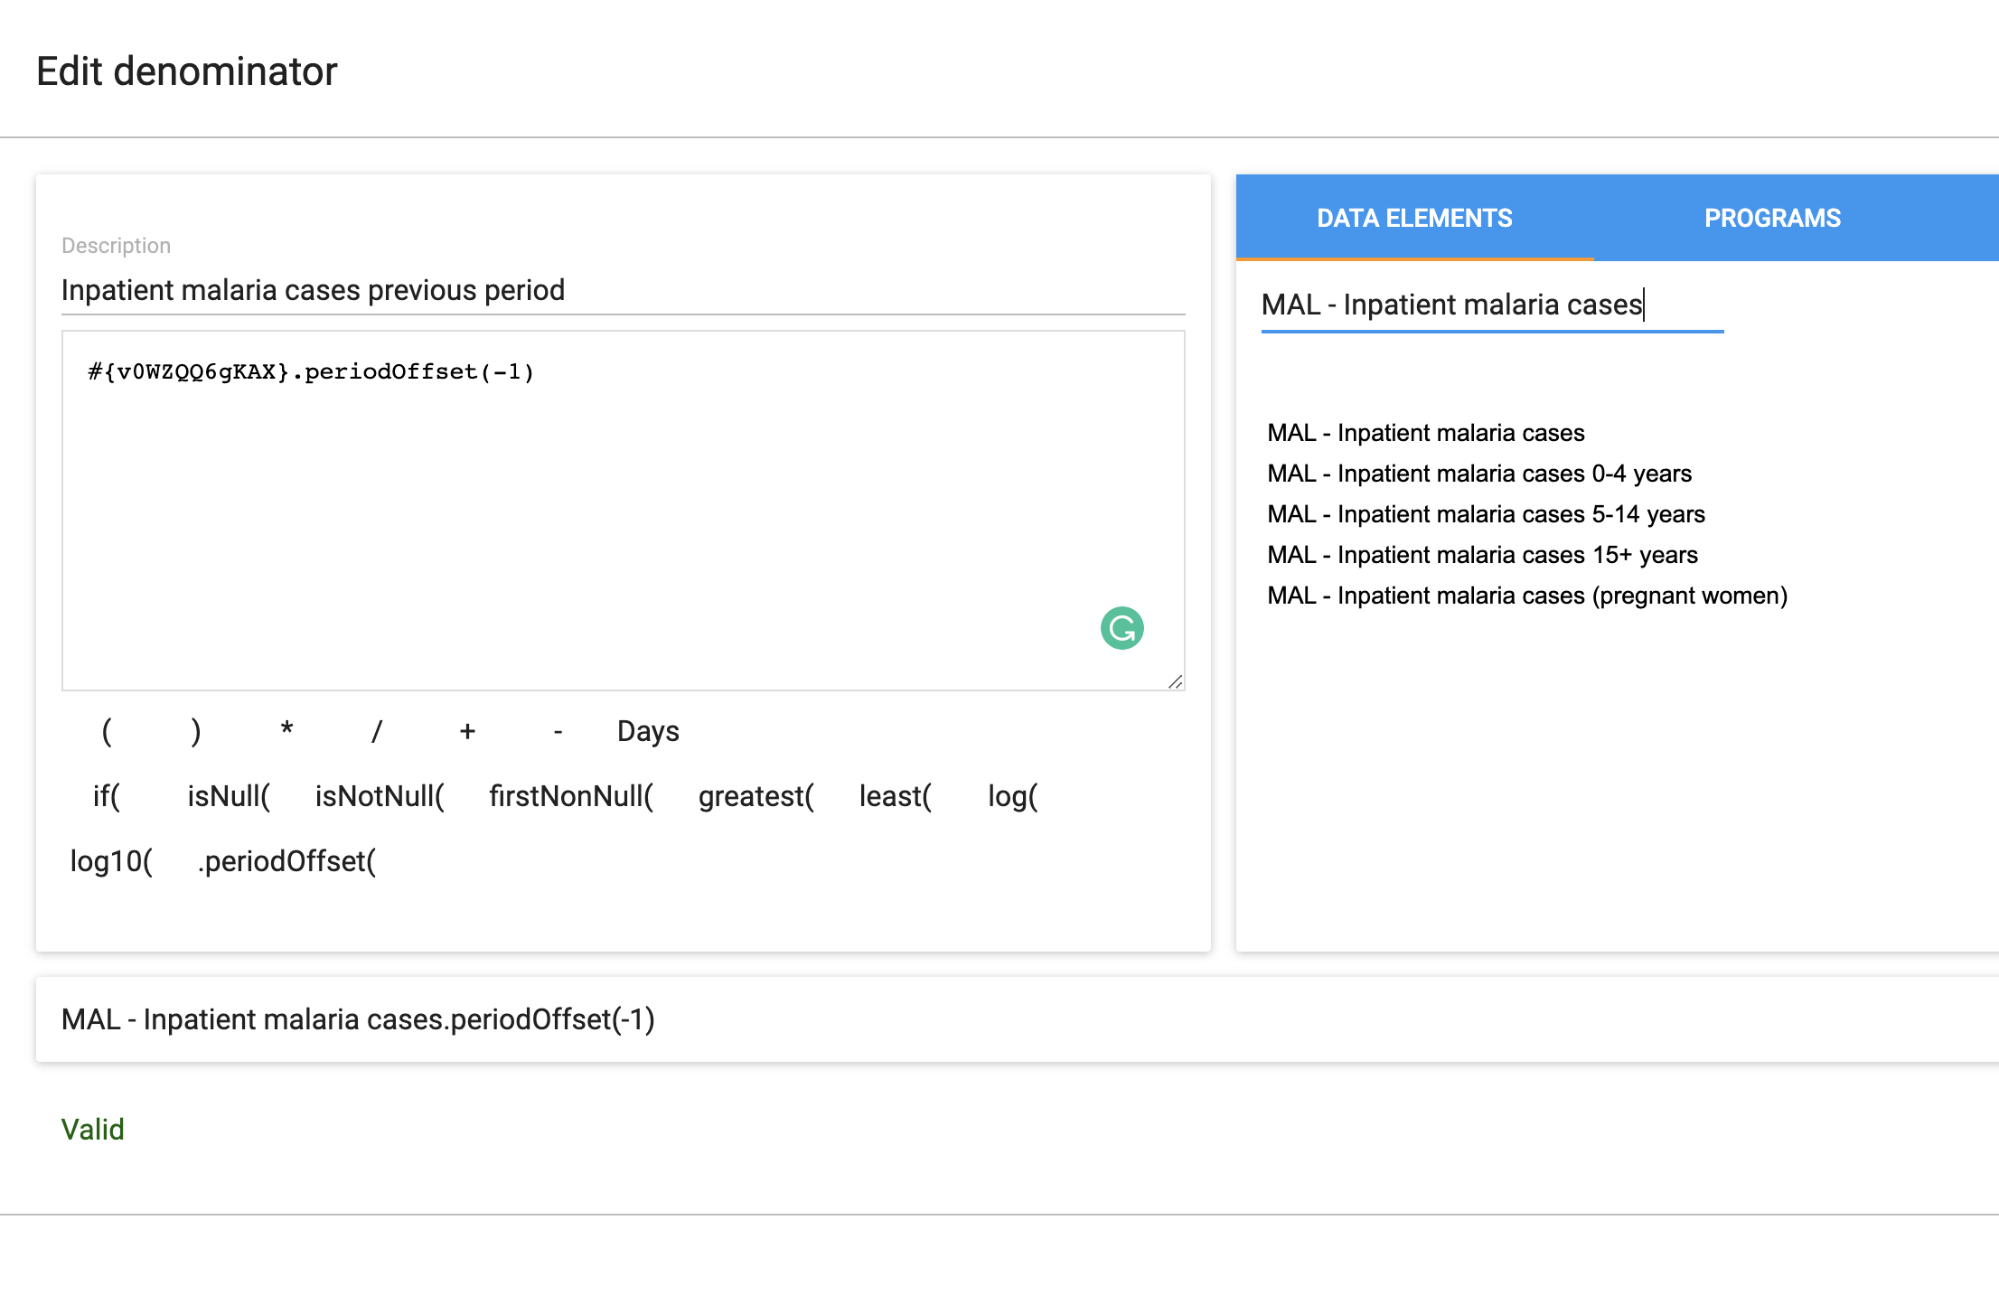 Edit denominator
Description
Inpatient malaria cases previous period
#{v0WZQQ6gKAX}.periodOffset(-1)
( ) * / + - Days
if( isNull( isNotNull( firstNonNull( greatest( least( log(
log10( .periodOffset(
DATA ELEMENTS PROGRAMS
MAL - Inpatient malaria cases
MAL - Inpatient malaria cases
MAL - Inpatient malaria cases 0-4 years
MAL - Inpatient malaria cases 5-14 years
MAL - Inpatient malaria cases 15+ years
MAL - Inpatient malaria cases (pregnant women)
MAL - Inpatient malaria cases.periodOffset(-1)
Valid